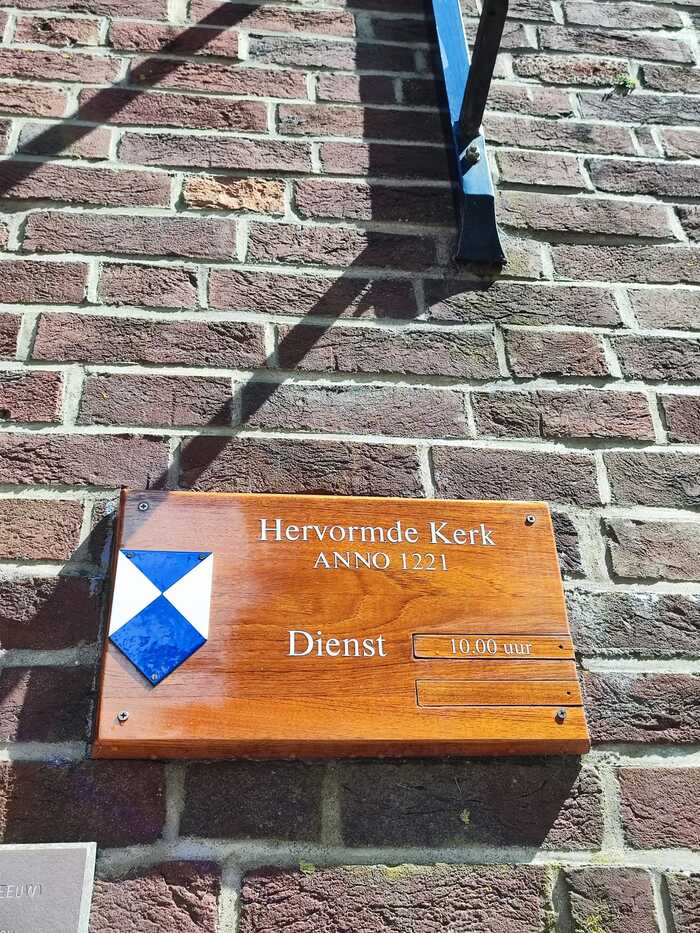 Hervormde Kerk
ANNO 1221
Dienst 10.00 uur